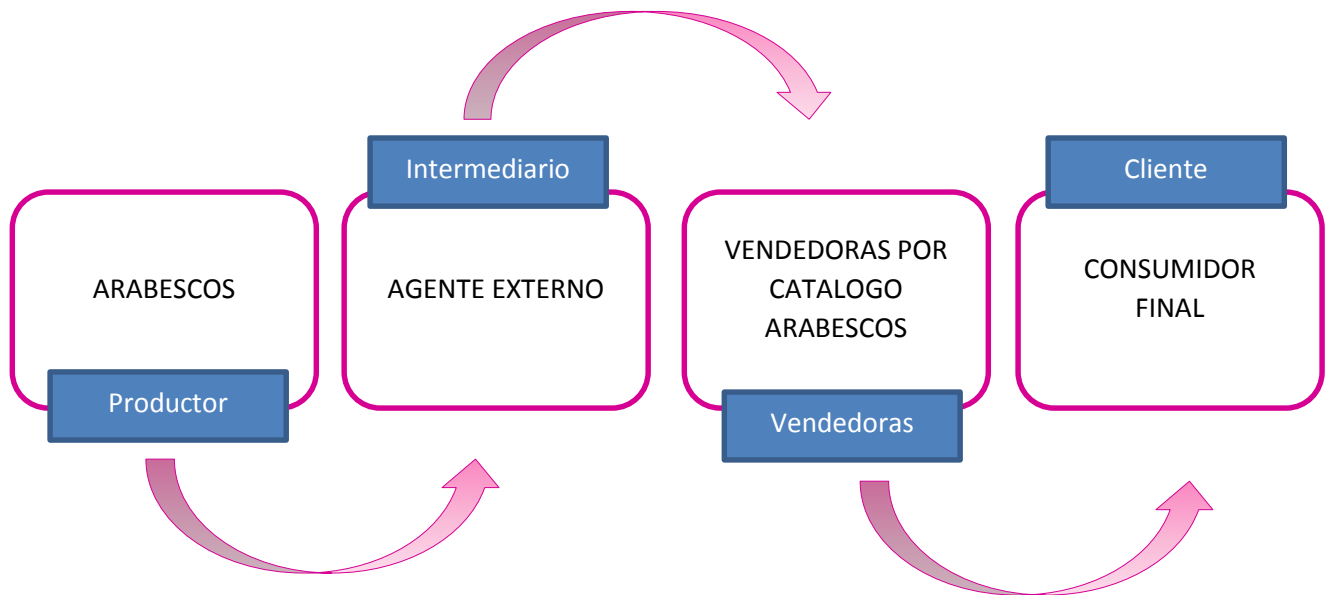 ARABESCOS
Productor
Intermediario
AGENTE EXTERNO
VENDEDORAS POR
CATALOGO
ARABESCOS
Vendedoras
Cliente
CONSUMIDOR
FINAL